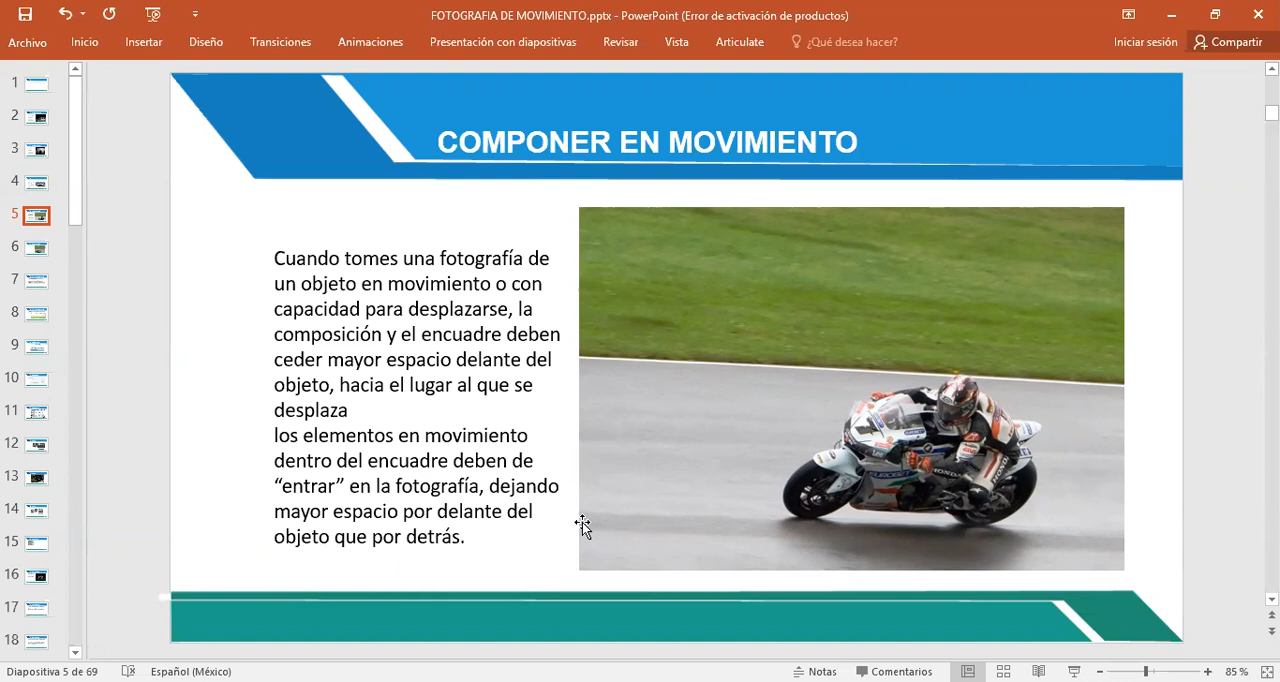 FOTOGRAFIA DE MOVIMIENTO.pptx - PowerPoint (Error de activación de productos)
Archivo Inicio Insertar Diseño Transiciones Animaciones Presentación con diapositivas Revisar Vista Articulate ¿Qué desea hacer? Iniciar sesión Compartir
COMPONER EN MOVIMIENTO
Cuando tomes una fotografía de
un objeto en movimiento o con
capacidad para desplazarse, la
composición y el encuadre deben
ceder mayor espacio delante del
objeto, hacia el lugar al que se
desplaza
los elementos en movimiento
dentro del encuadre deben de
“entrar” en la fotografía, dejando
mayor espacio por delante del
objeto que por detrás.
HONDA
1
2
3
4
5
6
7
8
9
10
11
12
13
14
15
16
17
18
Diapositiva 5 de 69 Español (México) Notas Comentarios 85 %